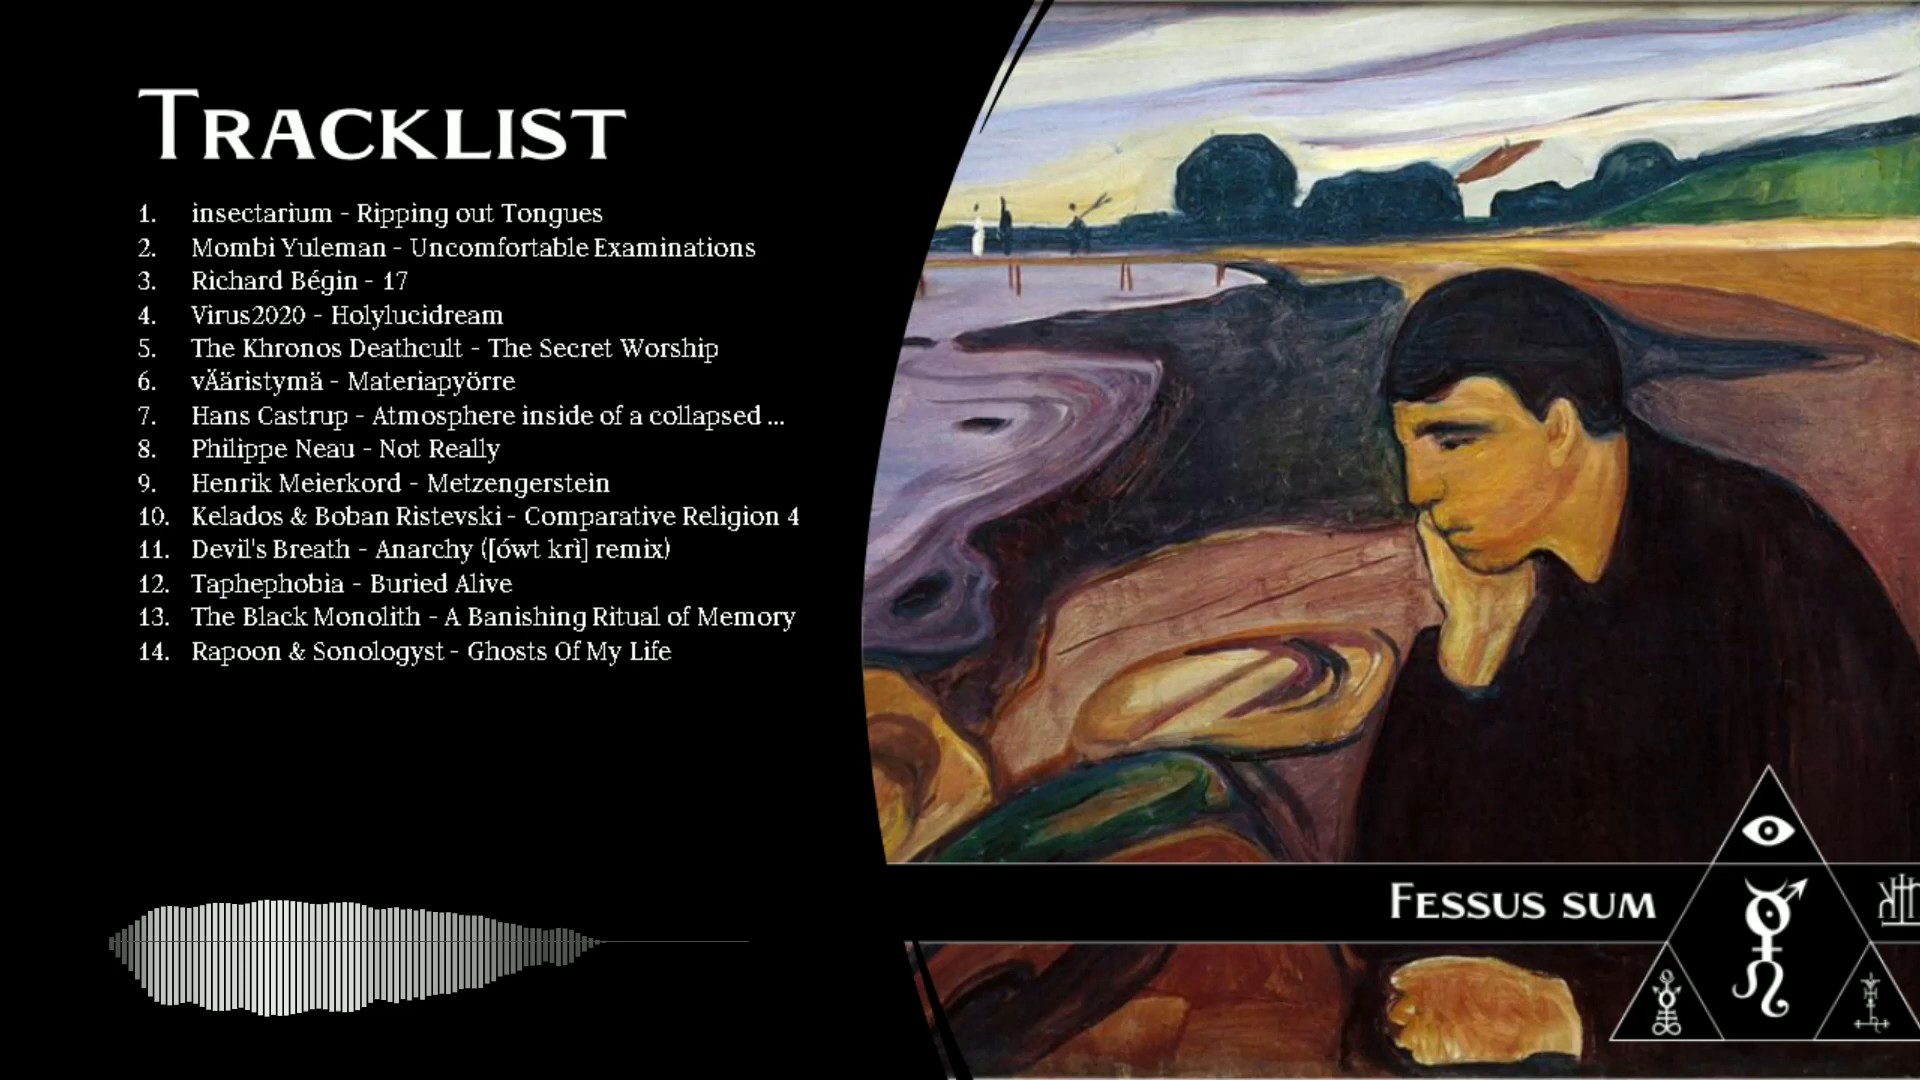 Tracklist
1. insectarium - Ripping out Tongues
2. Mombi Yuleman - Uncomfortable Examinations
3. Richard Bégin - 17
4. Virus2020 - Holylucidream
5. The Khronos Deathcult - The Secret Worship
6. vÄäristymä - Materiapyörre
7. Hans Castrup - Atmosphere inside of a collapsed ...
8. Philippe Neau - Not Really
9. Henrik Meierkord - Metzengerstein
10. Kelados & Boban Ristevski - Comparative Religion 4
11. Devil's Breath - Anarchy ([ówt krì] remix)
12. Taphephobia - Buried Alive
13. The Black Monolith - A Banishing Ritual of Memory
14. Rapoon & Sonologyst - Ghosts Of My Life
Fessus sum